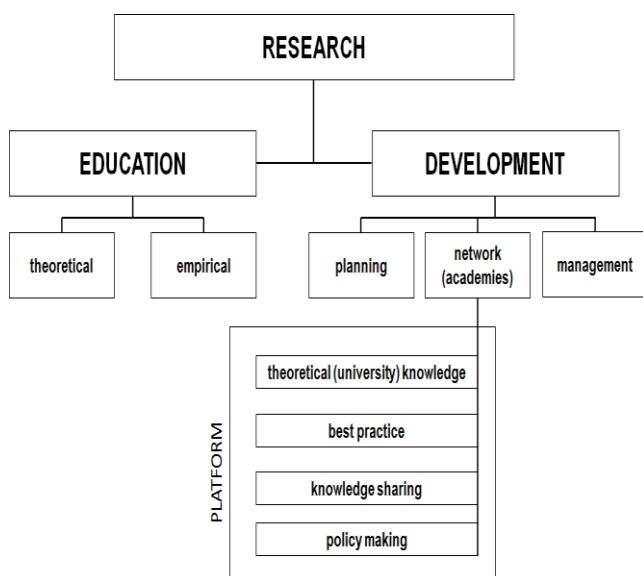 RESEARCH
EDUCATION
DEVELOPMENT
theoretical
empirical
planning
network
(academies)
management
PLATFORM
theoretical (university) knowledge
best practice
knowledge sharing
policy making